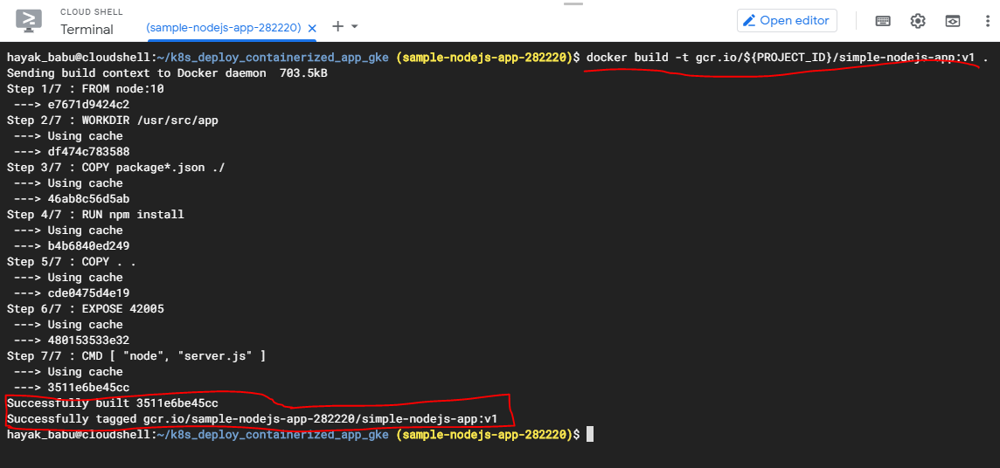 CLOUD SHELL
Terminal
(sample-nodejs-app-282220)
Open editor
hayak_babu@cloudshell:~/k8s_deploy_containerized_app_gke (sample-nodejs-app-282220)$ docker build -t gcr.io/${PROJECT_ID}/simple-nodejs-app:v1 .
Sending build context to Docker daemon  703.5kB
Step 1/7 : FROM node:10
 ---> e7671d9424c2
Step 2/7 : WORKDIR /usr/src/app
 ---> Using cache
 ---> df474c783588
Step 3/7 : COPY package*.json ./
 ---> Using cache
 ---> 46ab8c56d5ab
Step 4/7 : RUN npm install
 ---> Using cache
 ---> b4b6840ed249
Step 5/7 : COPY . .
 ---> Using cache
 ---> cde0475d4e19
Step 6/7 : EXPOSE 42005
 ---> Using cache
 ---> 480153533e32
Step 7/7 : CMD [ "node", "server.js" ]
 ---> Using cache
 ---> 3511e6be45cc
Successfully built 3511e6be45cc
Successfully tagged gcr.io/sample-nodejs-app-282220/simple-nodejs-app:v1
hayak_babu@cloudshell:~/k8s_deploy_containerized_app_gke (sample-nodejs-app-282220)$